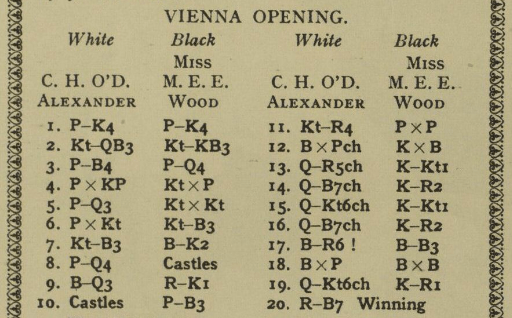 VIENNA OPENING.
White Black White Black
Miss Miss
C. H. O'D. M. E. E. C. H. O'D. M. E. E.
ALEXANDER WOOD ALEXANDER WOOD
1. P–K4 P–K4
2. Kt–QB3 Kt–KB3
3. P–B4 P–Q4
4. P×KP Kt×P
5. P–Q3 Kt×Kt
6. P×Kt Kt–B3
7. Kt–B3 B–K2
8. P–Q4 Castles
9. B–Q3 R–K1
10. Castles P–B3
11. Kt–R4 P×P
12. B×Pch K×B
13. Q–R5ch K–Kt1
14. Q–B7ch K–R2
15. Q–Kt6ch K–Kt1
16. Q–B7ch K–R2
17. B–R6 ! B–B3
18. B×P B×B
19. Q–Kt6ch K–R1
20. R–B7 Winning